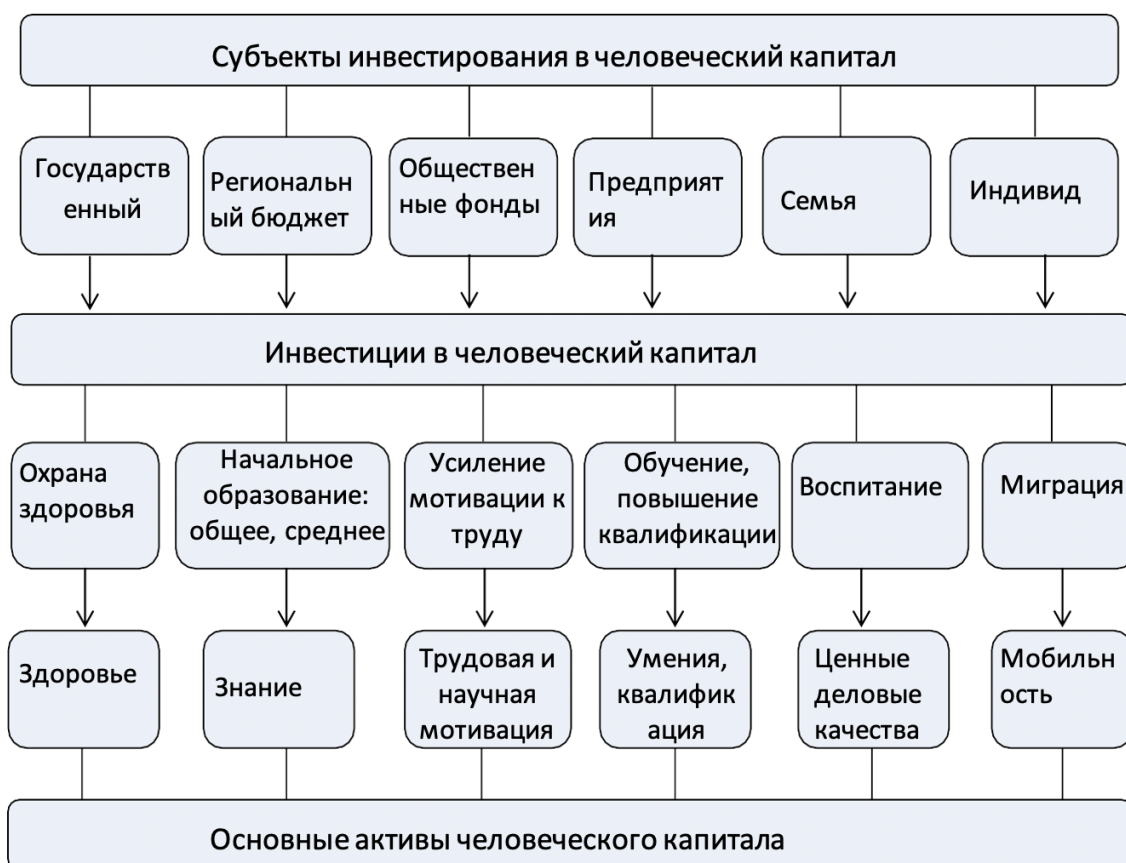 Субъекты инвестирования в человеческий капитал
Государств
енный
Региональн
ый бюджет
Обществен
ные фонды
Предприят
ия
Семья
Индивид
Инвестиции в человеческий капитал
Охрана
здоровья
Начальное
образование:
общее, среднее
Усиление
мотивации к
труду
Обучение,
повышение
квалификации
Воспитание
Миграция
Здоровье
Знание
Трудовая и
научная
мотивация
Умения,
квалифик
ация
Ценные
деловые
качества
Мобильн
ость
Основные активы человеческого капитала